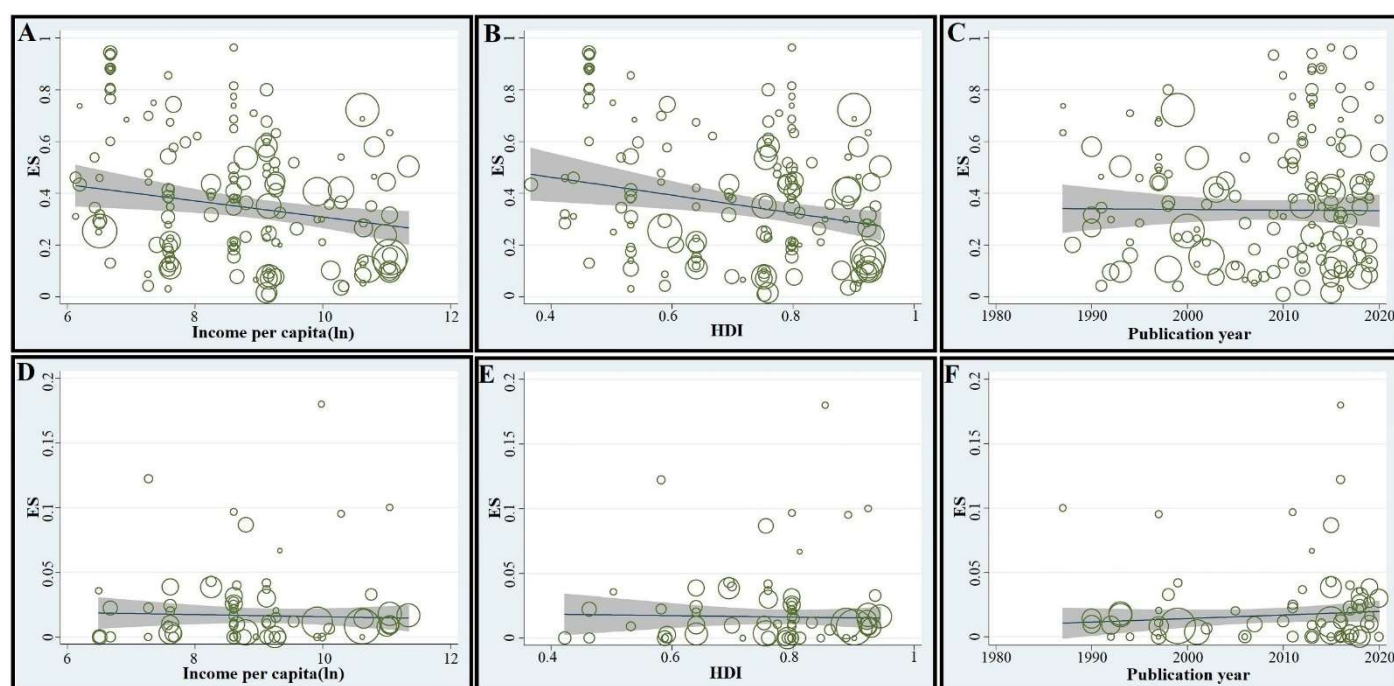 A
ES
0 0.2 0.4 0.6 0.8 1
6 8 10 12
Income per capita(ln)
B
ES
0 0.2 0.4 0.6 0.8 1
0.4 0.6 0.8 1
HDI
C
ES
0 0.2 0.4 0.6 0.8 1
1980 1990 2000 2010 2020
Publication year
D
ES
0 0.05 0.1 0.15 0.2
6 8 10 12
Income per capita(ln)
E
ES
0 0.05 0.1 0.15 0.2
0.4 0.6 0.8 1
HDI
F
ES
0 0.05 0.1 0.15 0.2
1980 1990 2000 2010 2020
Publication year